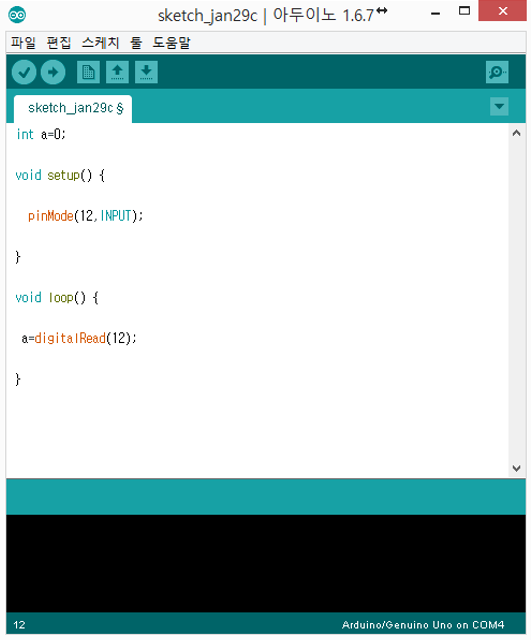 sketch_jan29c | 아두이노 1.6.7
파일 편집 스케치 툴 도움말
sketch_jan29c §
int a=0;
void setup() {
pinMode(12,INPUT);
}
void loop() {
a=digitalRead(12);
}
12
Arduino/Genuino Uno on COM4